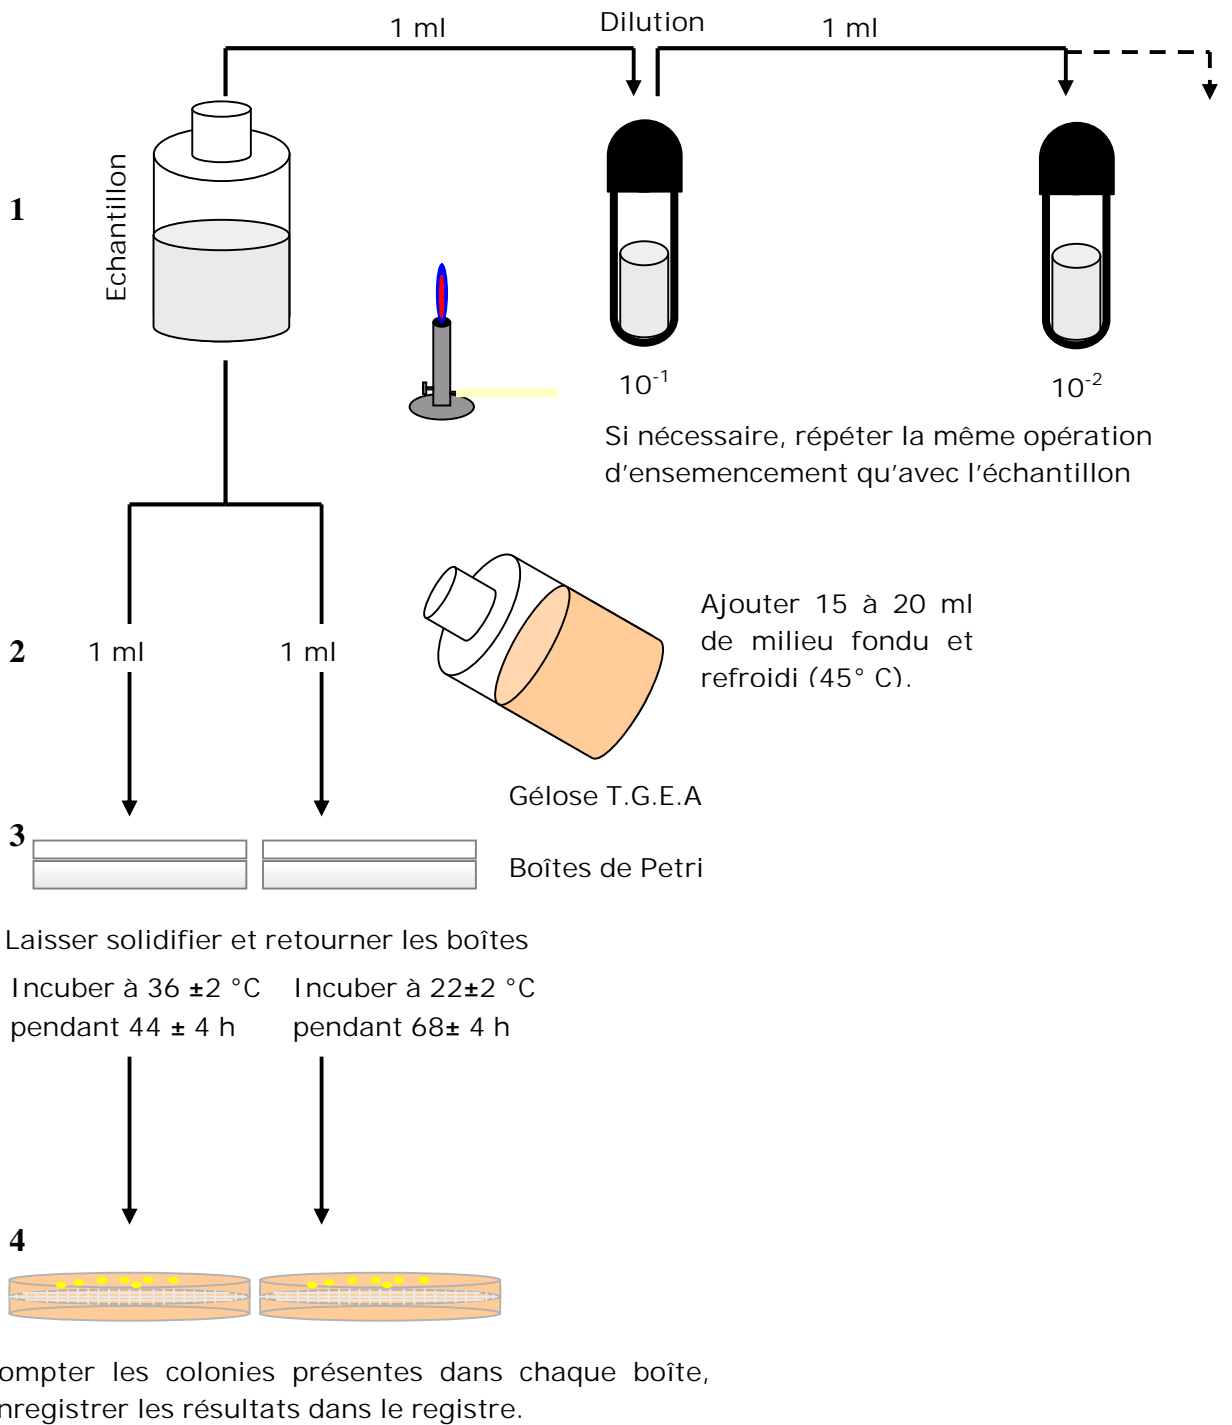 1 ml
Dilution
1 ml
Echantillon
1
10-1
10-2
Si nécessaire, répéter la même opération
d'ensemencement qu'avec l'échantillon
Ajouter 15 à 20 ml
de milieu fondu et
refroidi (45° C).
2
1 ml
1 ml
Gélose T.G.E.A
3
Boîtes de Petri
Laisser solidifier et retourner les boîtes
Incuber à 36 ±2 °C
pendant 44 ± 4 h
Incuber à 22±2 °C
pendant 68± 4 h
4
ompter les colonies présentes dans chaque boîte,
nregistrer les résultats dans le registre.